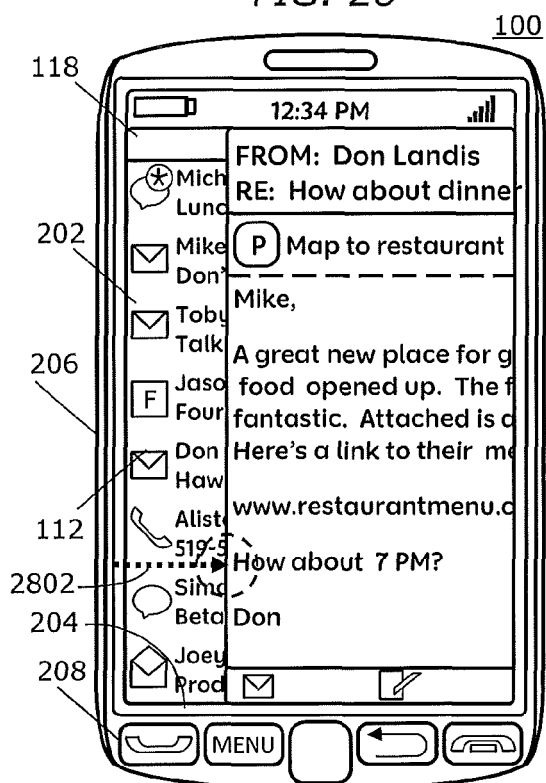 100
118
12:34 PM
FROM: Don Landis
RE: How about dinner
Mich
Lunc
P Map to restaurant
202
Mike
Don'
Mike,
Toby
Talk
A great new place for g
food opened up. The f
206
F
Jaso
Four
fantastic. Attached is a
Here's a link to their me
Don
Haw
112
www.restaurantmenu.c
Alist
519-5
How about 7 PM?
2802
Simo
Beta
204
Don
208
Joey
Prod
MENU